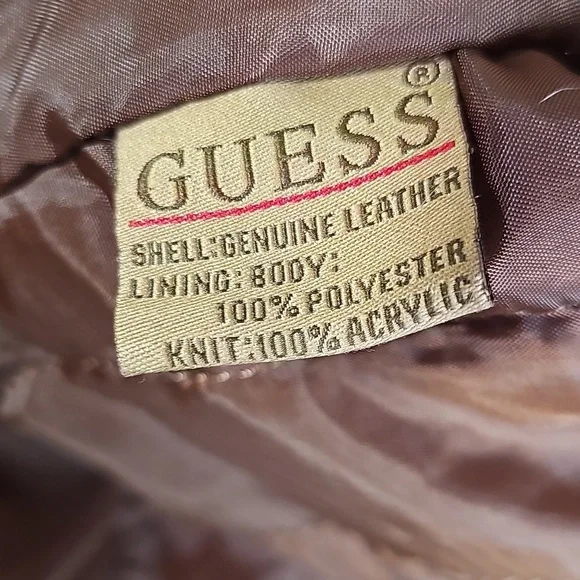 GUESS®
SHELL:GENUINE LEATHER
LINING: BODY:
100% POLYESTER
KNIT:100% ACRYLIC